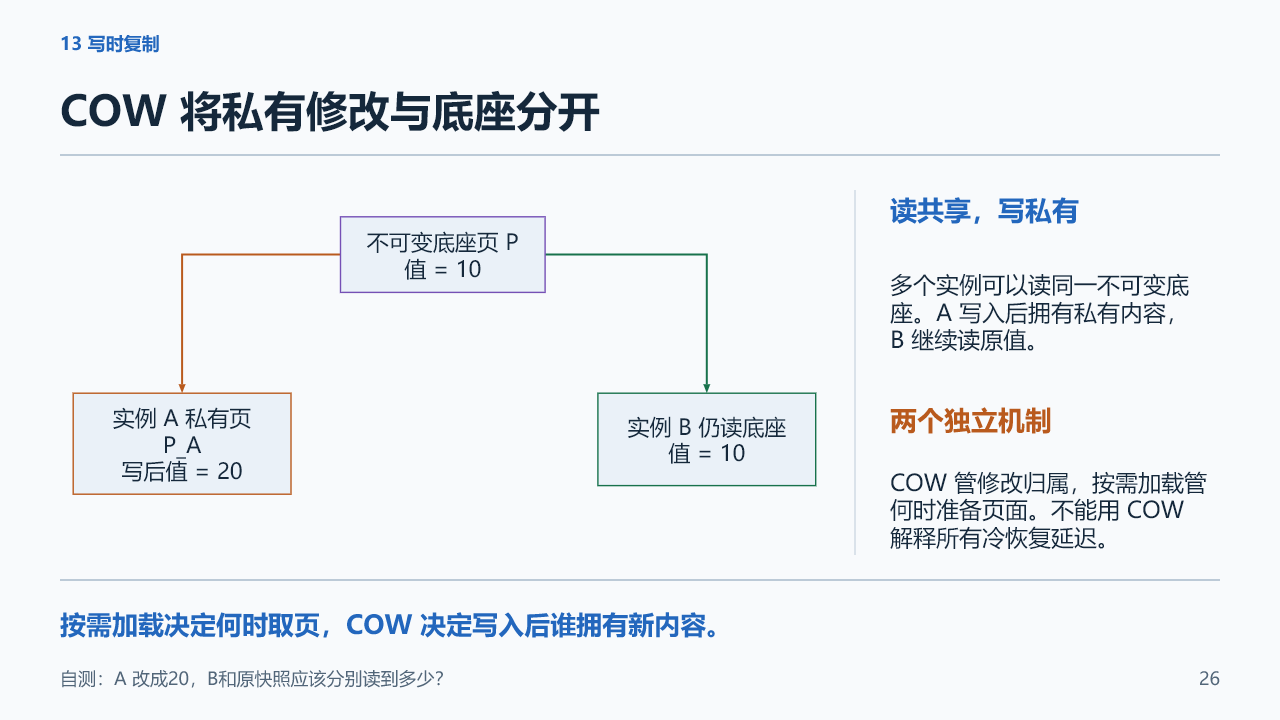 13 写时复制
COW 将私有修改与底座分开
不可变底座页 P
值 = 10
实例 A 私有页
P_A
写后值 = 20
实例 B 仍读底座
值 = 10
读共享，写私有
多个实例可以读同一不可变底
座。A 写入后拥有私有内容，
B 继续读原值。
两个独立机制
COW 管修改归属，按需加载管
何时准备页面。不能用 COW
解释所有冷恢复延迟。
按需加载决定何时取页，COW 决定写入后谁拥有新内容。
自测：A 改成20，B和原快照应该分别读到多少？
26